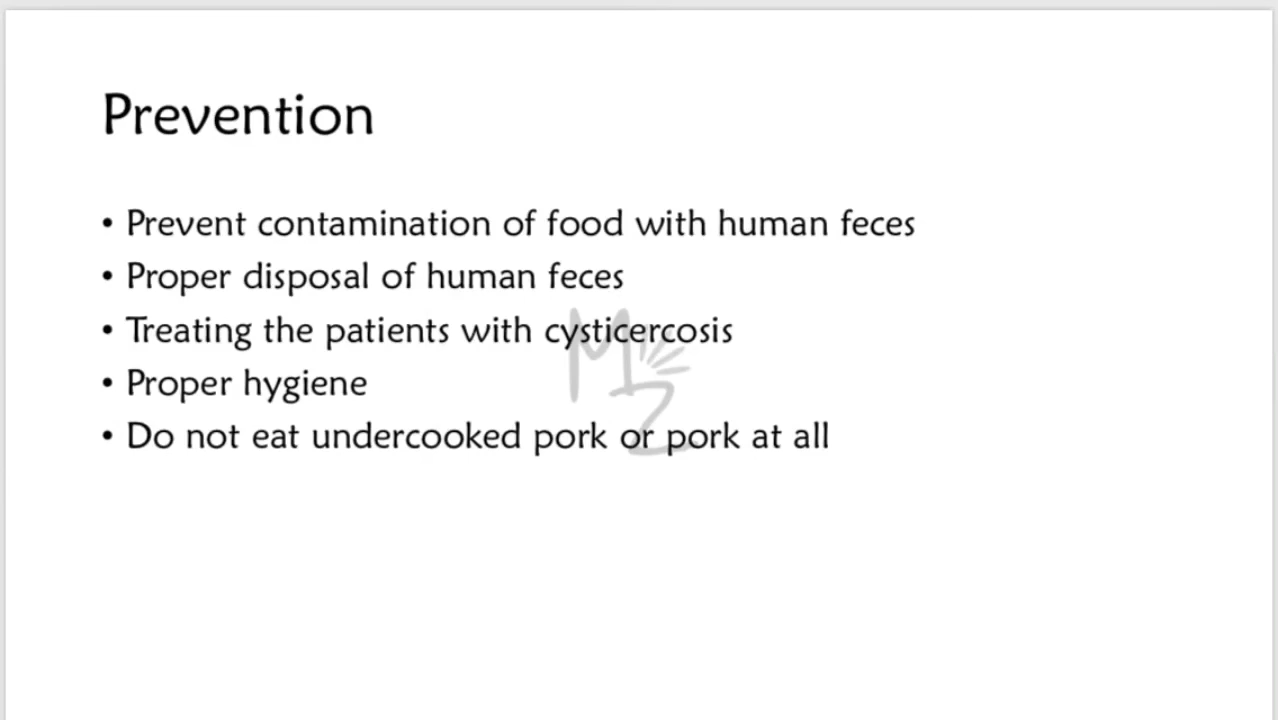 Prevention
• Prevent contamination of food with human feces
• Proper disposal of human feces
• Treating the patients with cysticercosis
• Proper hygiene
• Do not eat undercooked pork or pork at all
MZ